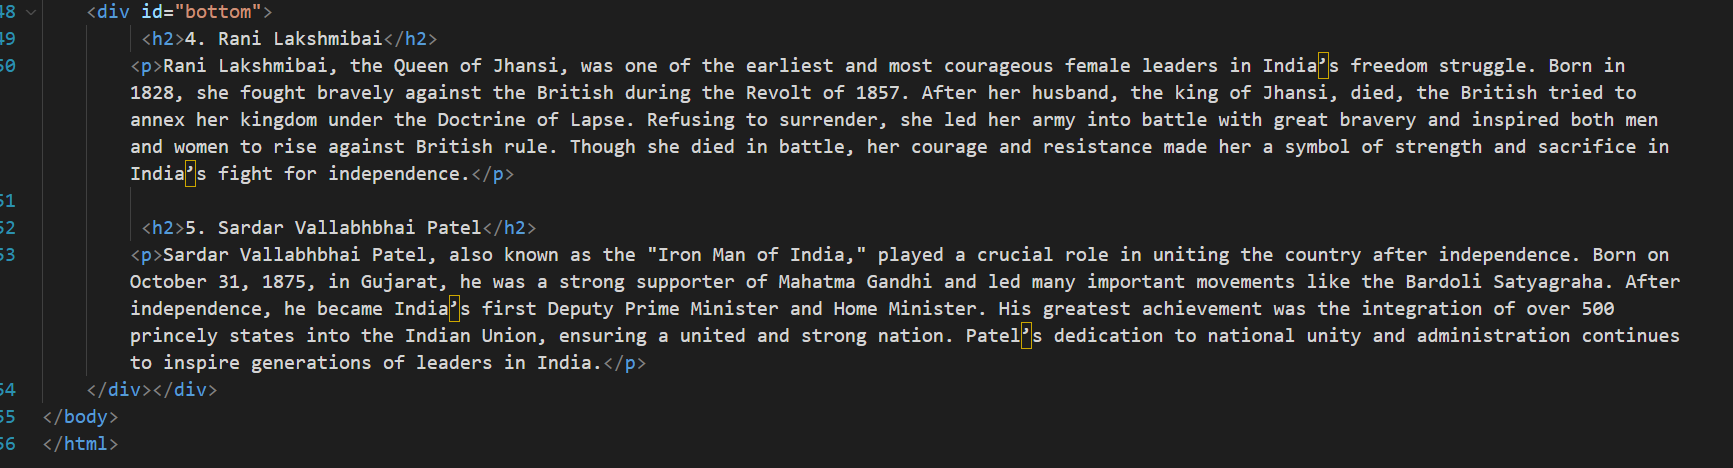 48 <div id="bottom">
49 <h2>4. Rani Lakshmibai</h2>
50 <p>Rani Lakshmibai, the Queen of Jhansi, was one of the earliest and most courageous female leaders in India’s freedom struggle. Born in
1828, she fought bravely against the British during the Revolt of 1857. After her husband, the king of Jhansi, died, the British tried to
annex her kingdom under the Doctrine of Lapse. Refusing to surrender, she led her army into battle with great bravery and inspired both men
and women to rise against British rule. Though she died in battle, her courage and resistance made her a symbol of strength and sacrifice in
India’s fight for independence.</p>
51
52 <h2>5. Sardar Vallabhbhai Patel</h2>
53 <p>Sardar Vallabhbhai Patel, also known as the "Iron Man of India," played a crucial role in uniting the country after independence. Born on
October 31, 1875, in Gujarat, he was a strong supporter of Mahatma Gandhi and led many important movements like the Bardoli Satyagraha. After
independence, he became India’s first Deputy Prime Minister and Home Minister. His greatest achievement was the integration of over 500
princely states into the Indian Union, ensuring a united and strong nation. Patel’s dedication to national unity and administration continues
to inspire generations of leaders in India.</p>
54 </div></div>
55 </body>
56 </html>